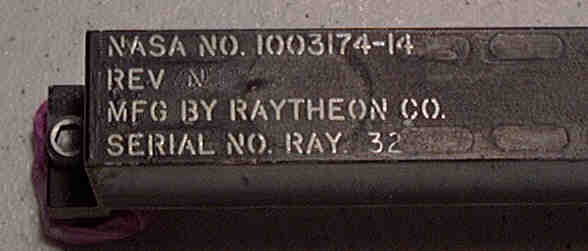 NASA NO. 1003174-14
REV N
MFG BY RAYTHEON CO.
SERIAL NO. RAY. 32